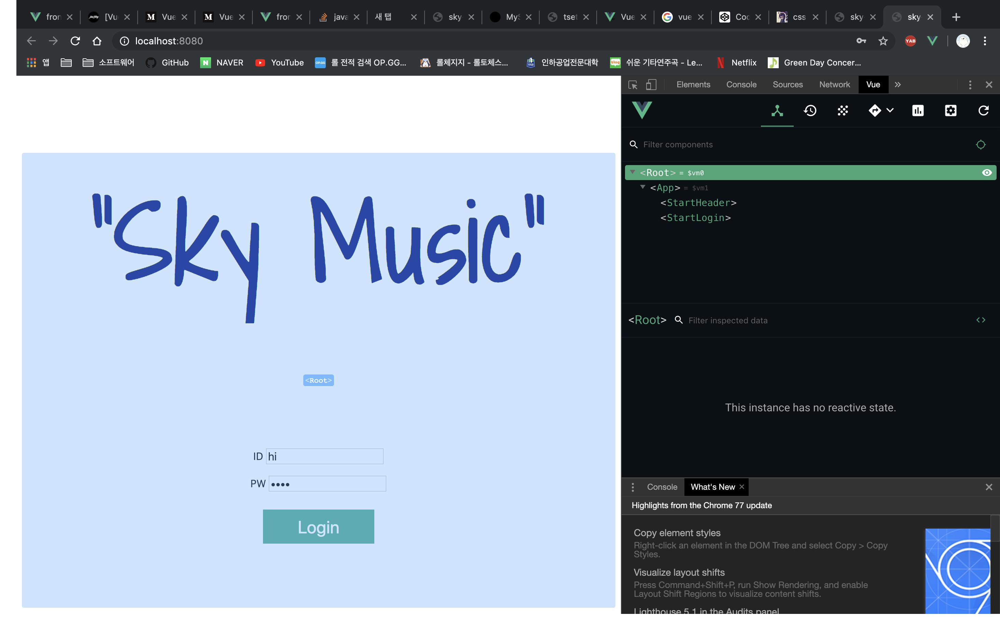 fron [Vu Vue Vue fror java 새 탭 sky MyS tset Vue vue Coc css sky sky
localhost:8080 YAB
앱 소프트웨어 GitHub NAVER YouTube 롤 전적 검색 OP.GG... 롤체지지 - 롤토체스... 인하공업전문대학 쉬운 기타연주곡 - Le... Netflix Green Day Concer...
"Sky Music"
<Root>
ID hi
PW ••••
Login
Elements Console Sources Network Vue »
Filter components
<Root> = $vm0
<App> = $vm1
<StartHeader>
<StartLogin>
<Root> Filter inspected data
This instance has no reactive state.
Console What's New
Highlights from the Chrome 77 update
Copy element styles
Right-click an element in the DOM Tree and select Copy > Copy
Styles.
Visualize layout shifts
Press Command+Shift+P, run Show Rendering, and enable
Layout Shift Regions to visualize content shifts.
Lighthouse 5.1 in the Audits panel